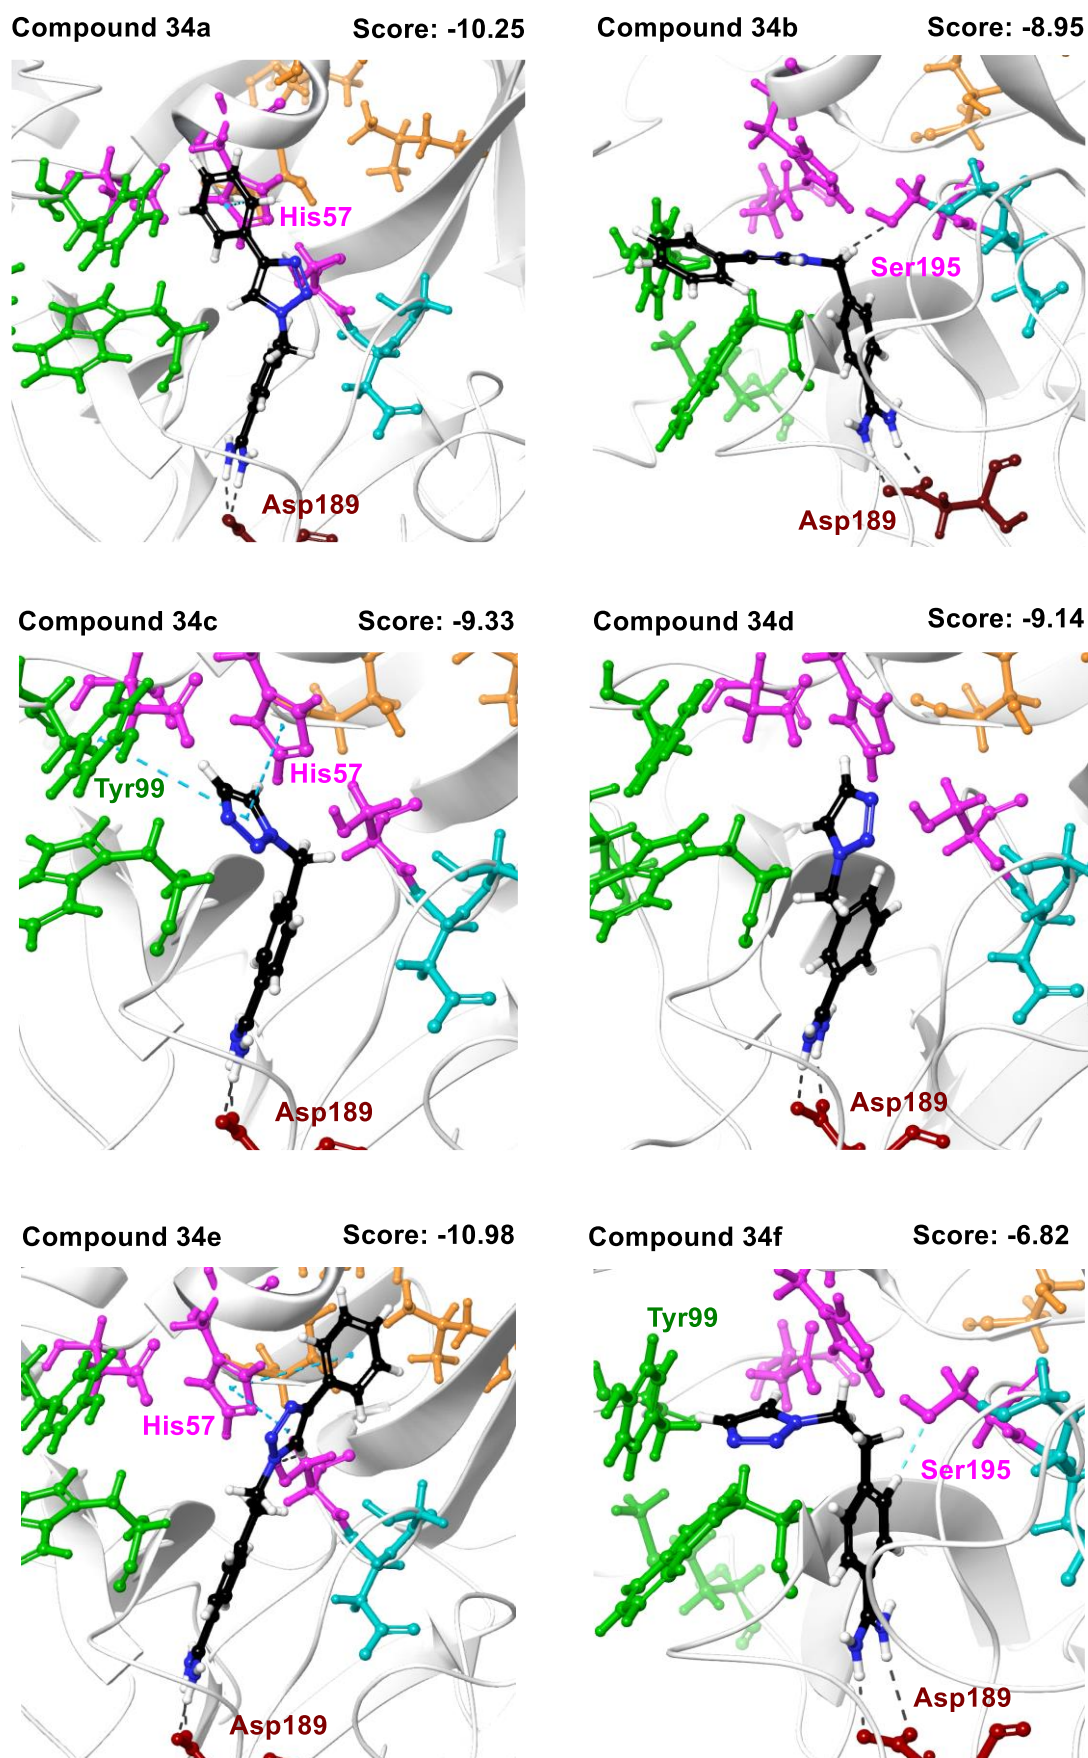 Compound 34a Score: -10.25
Compound 34b Score: -8.95
His57
Ser195
Asp189
Asp189
Compound 34c Score: -9.33
Compound 34d Score: -9.14
His57
Tyr99
Asp189
Asp189
Compound 34e Score: -10.98
Compound 34f Score: -6.82
Tyr99
His57
Ser195
Asp189
Asp189